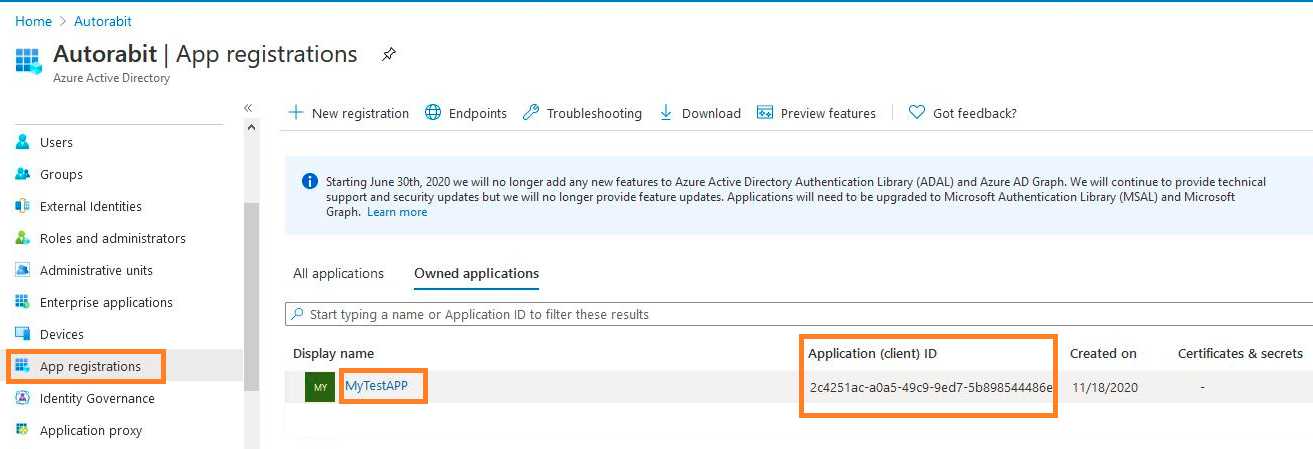 Home > Autorabit
Autorabit | App registrations
Azure Active Directory
«
Users
Groups
External Identities
Roles and administrators
Administrative units
Enterprise applications
Devices
App registrations
Identity Governance
Application proxy
+ New registration Endpoints Troubleshooting Download Preview features Got feedback?
Starting June 30th, 2020 we will no longer add any new features to Azure Active Directory Authentication Library (ADAL) and Azure AD Graph. We will continue to provide technical
support and security updates but we will no longer provide feature updates. Applications will need to be upgraded to Microsoft Authentication Library (MSAL) and Microsoft
Graph. Learn more
All applications Owned applications
Start typing a name or Application ID to filter these results
Display name Application (client) ID Created on Certificates & secrets
MY MyTestAPP 2c4251ac-a0a5-49c9-9ed7-5b898544486e 11/18/2020 -